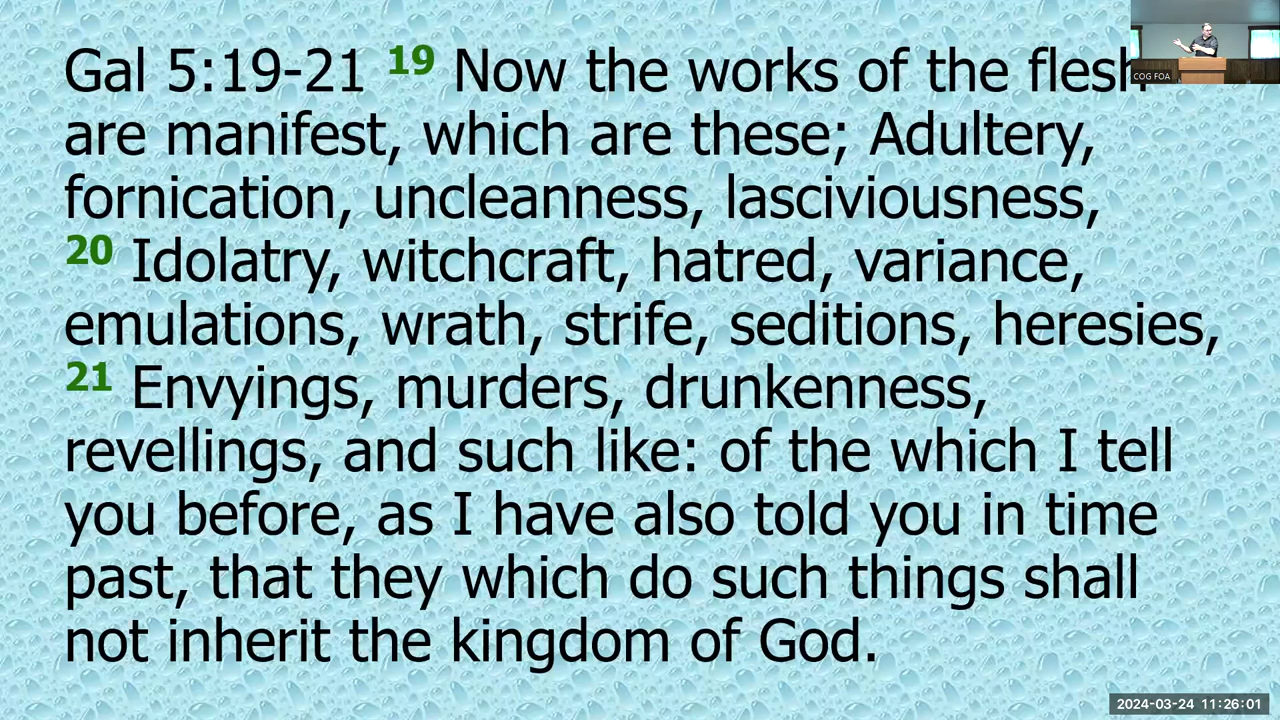 Gal 5:19-21 19 Now the works of the flesh
are manifest, which are these; Adultery,
fornication, uncleanness, lasciviousness,
20 Idolatry, witchcraft, hatred, variance,
emulations, wrath, strife, seditions, heresies,
21 Envyings, murders, drunkenness,
revellings, and such like: of the which I tell
you before, as I have also told you in time
past, that they which do such things shall
not inherit the kingdom of God.
COG FOA
2024-03-24 11:26:01